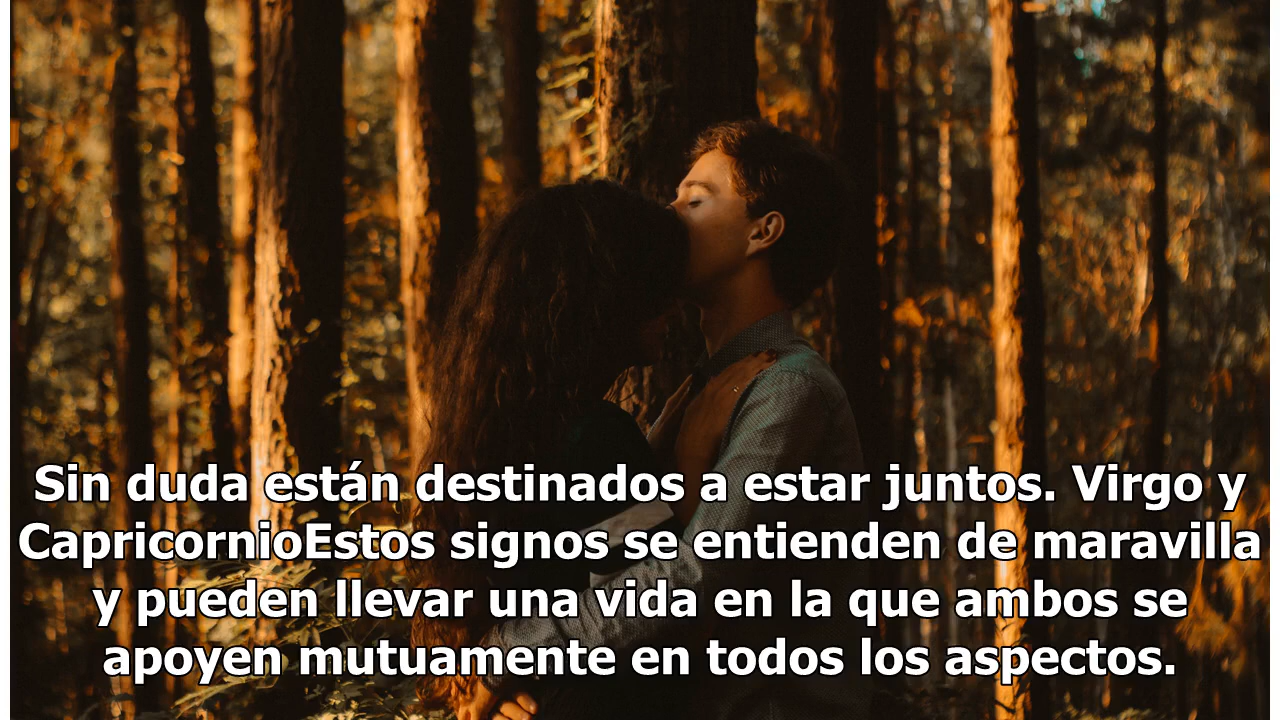 Sin duda están destinados a estar juntos. Virgo y
CapricornioEstos signos se entienden de maravilla
y pueden llevar una vida en la que ambos se
apoyen mutuamente en todos los aspectos.